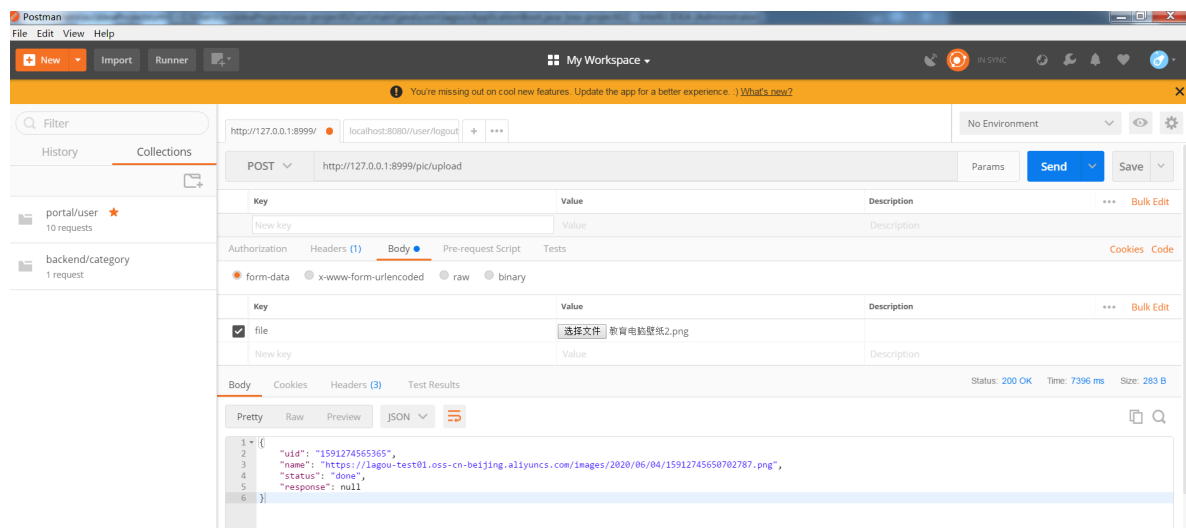 Postman
File Edit View Help
New Import Runner My Workspace IN SYNC
You're missing out on cool new features. Update the app for a better experience. :) What's new?
Filter
History Collections
portal/user
10 requests
backend/category
1 request
http://127.0.0.1:8999/ localhost:8080//user/logout + ••• No Environment
POST http://127.0.0.1:8999/pic/upload Params Send Save
Key Value Description ••• Bulk Edit
New key Value Description
Authorization Headers (1) Body Pre-request Script Tests Cookies Code
form-data x-www-form-urlencoded raw binary
Key Value Description ••• Bulk Edit
file 选择文件 教育电脑壁纸2.png
New key Value Description
Body Cookies Headers (3) Test Results Status: 200 OK Time: 7396 ms Size: 283 B
Pretty Raw Preview JSON
1 {
2 "uid": "1591274565365",
3 "name": "https://lagou-test01.oss-cn-beijing.aliyuncs.com/images/2020/06/04/15912745650702787.png",
4 "status": "done",
5 "response": null
6 }